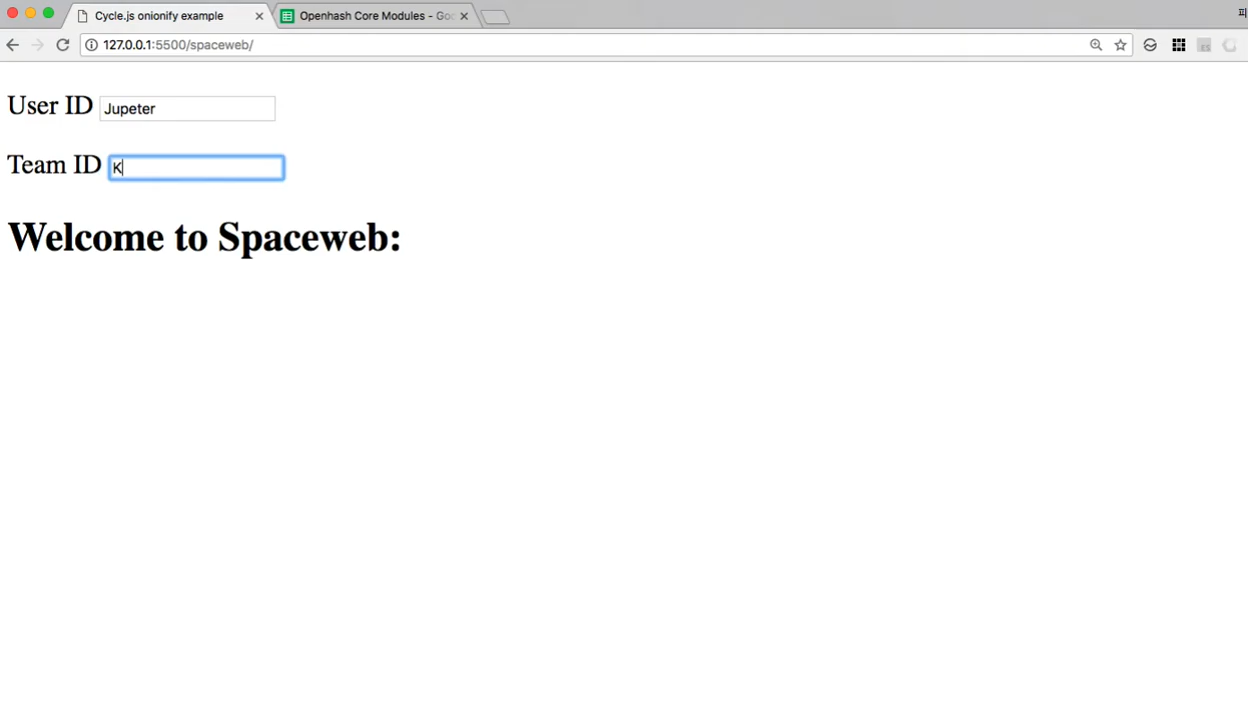 Cycle.js onionify example
Openhash Core Modules - Goo
127.0.0.1:5500/spaceweb/
User ID Jupeter
Team ID K
Welcome to Spaceweb: